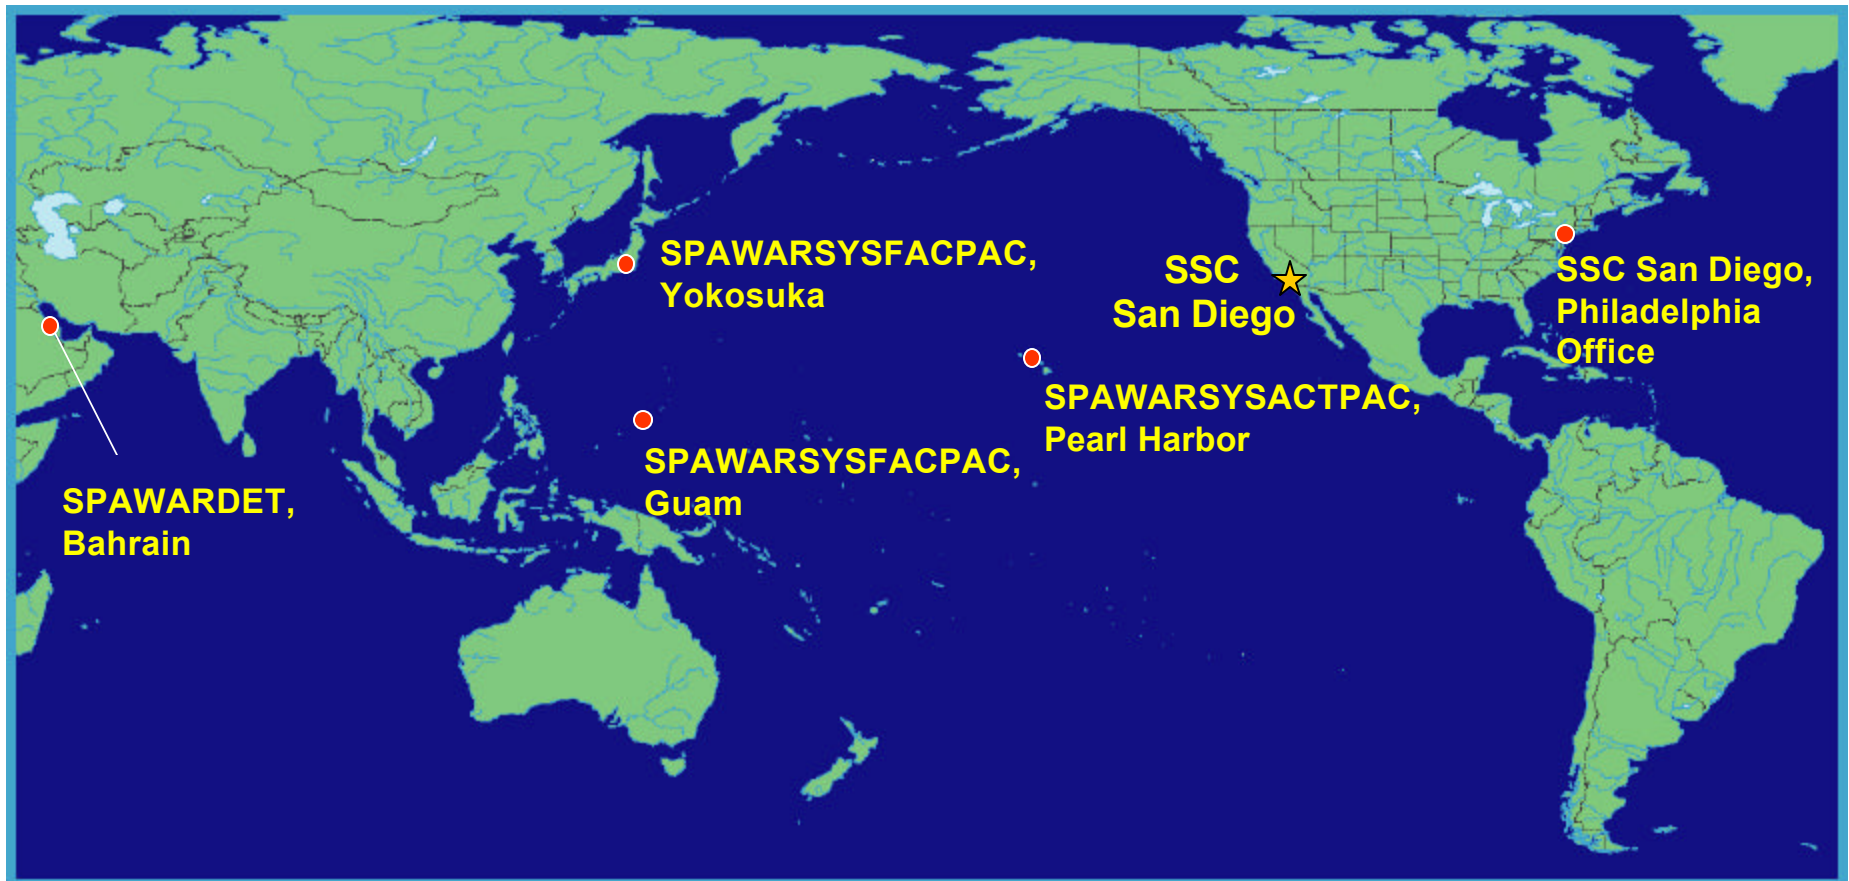 SPAWARSYSFACPAC,
Yokosuka
SSC
San Diego
SSC San Diego,
Philadelphia
Office
SPAWARSYSACTPAC,
Pearl Harbor
SPAWARSYSFACPAC,
Guam
SPAWARDET,
Bahrain